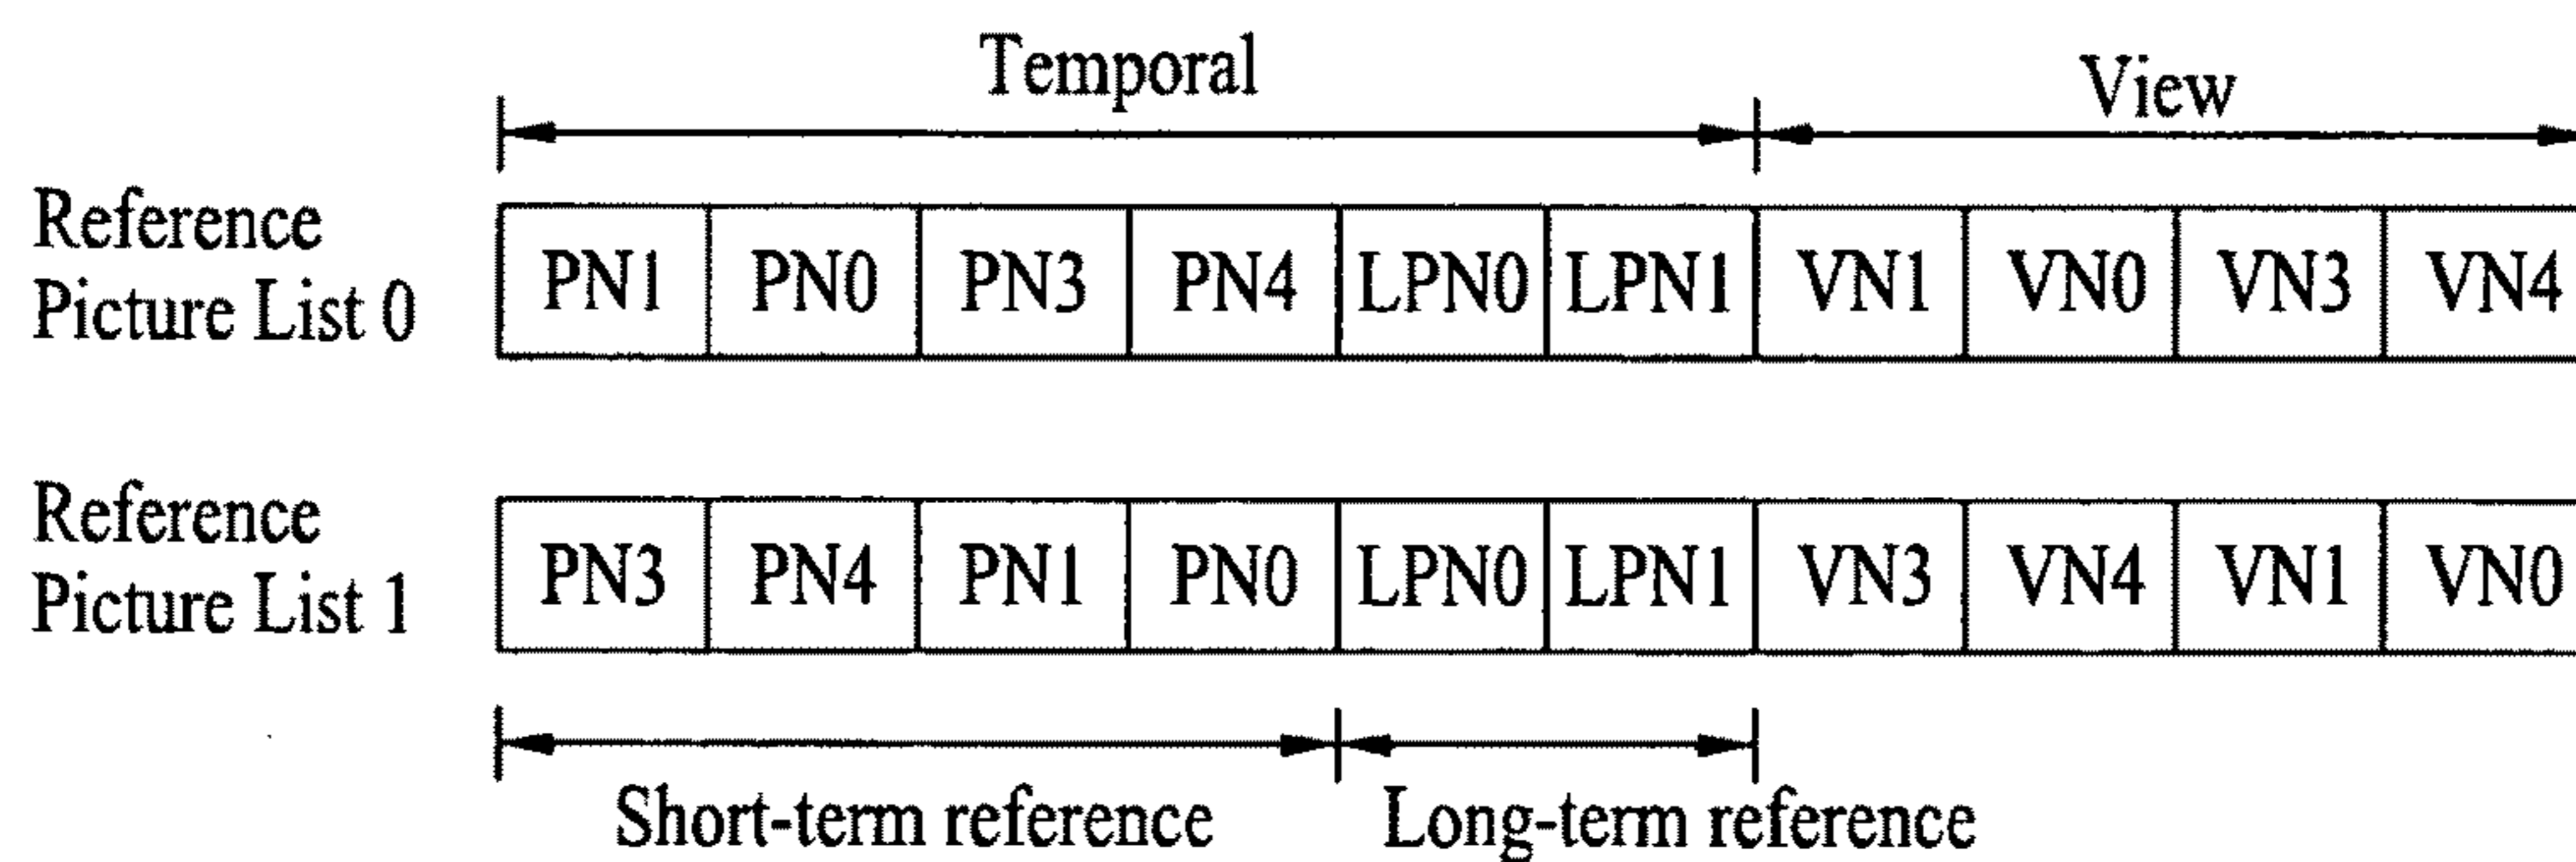 Temporal View
Reference
Picture List 0
PN1 PN0 PN3 PN4 LPN0 LPN1 VN1 VN0 VN3 VN4
Reference
Picture List 1
PN3 PN4 PN1 PN0 LPN0 LPN1 VN3 VN4 VN1 VN0
Short-term reference Long-term reference